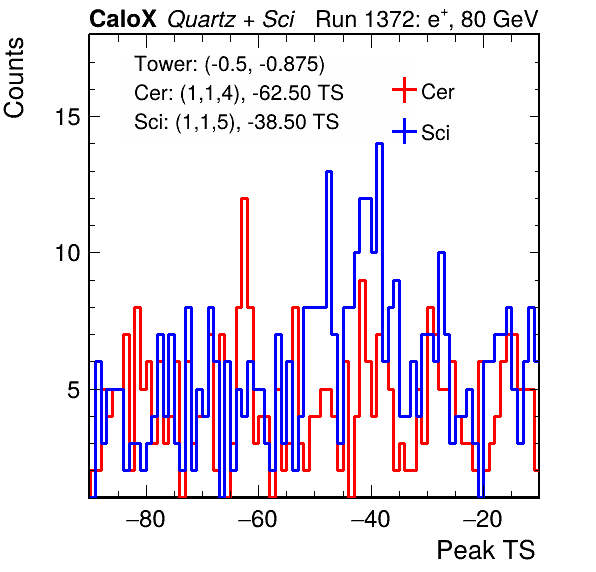 CaloX Quartz + Sci Run 1372: e+, 80 GeV
Counts
Tower: (-0.5, -0.875)
Cer: (1,1,4), -62.50 TS
Sci: (1,1,5), -38.50 TS
Cer
Sci
15
10
5
−80 −60 −40 −20
Peak TS